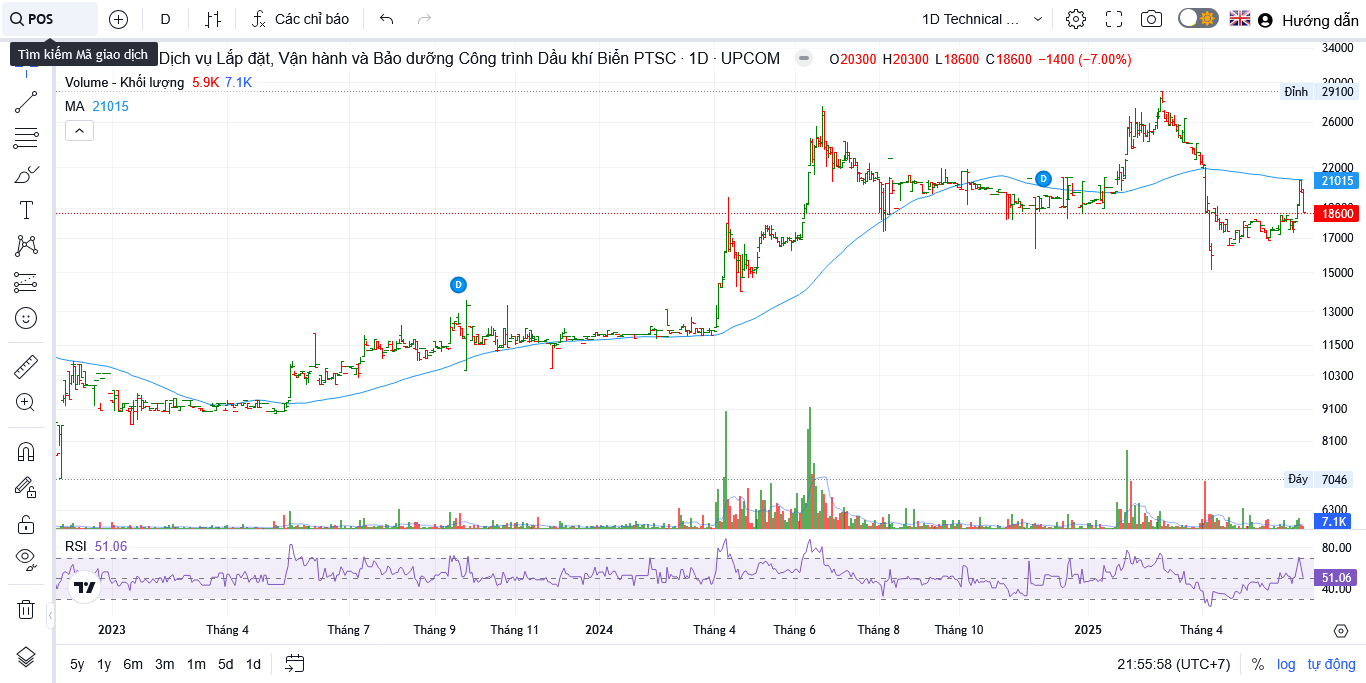 POS
D
Các chỉ báo
1D Technical ...
Hướng dẫn
Tìm kiếm Mã giao dịch
Dịch vụ Lắp đặt, Vận hành và Bảo dưỡng Công trình Dầu khí Biển PTSC · 1D · UPCOM
O20300 H20300 L18600 C18600 −1400 (−7.00%)
Volume - Khối lượng 5.9K 7.1K
MA 21015
34000
30000
Đỉnh 29100
26000
22000
21015
18600
17000
15000
13000
11500
10300
9100
8100
Đáy 7046
6300
7.1K
D
D
RSI 51.06
80.00
51.06
40.00
2023 Tháng 4 Tháng 7 Tháng 9 Tháng 11 2024 Tháng 4 Tháng 6 Tháng 8 Tháng 10 2025 Tháng 4
5y 1y 6m 3m 1m 5d 1d
21:55:58 (UTC+7) % log tự động